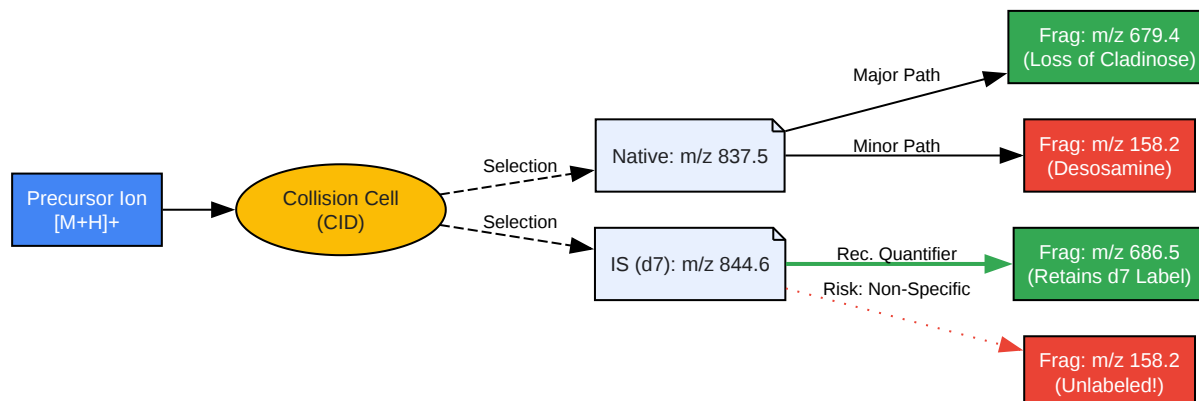 Precursor Ion
[M+H]+
Collision Cell
(CID)
Selection
Selection
Native: m/z 837.5
IS (d7): m/z 844.6
Major Path
Minor Path
Rec. Quantifier
Risk: Non-Specific
Frag: m/z 679.4
(Loss of Cladinose)
Frag: m/z 158.2
(Desosamine)
Frag: m/z 686.5
(Retains d7 Label)
Frag: m/z 158.2
(Unlabeled!)